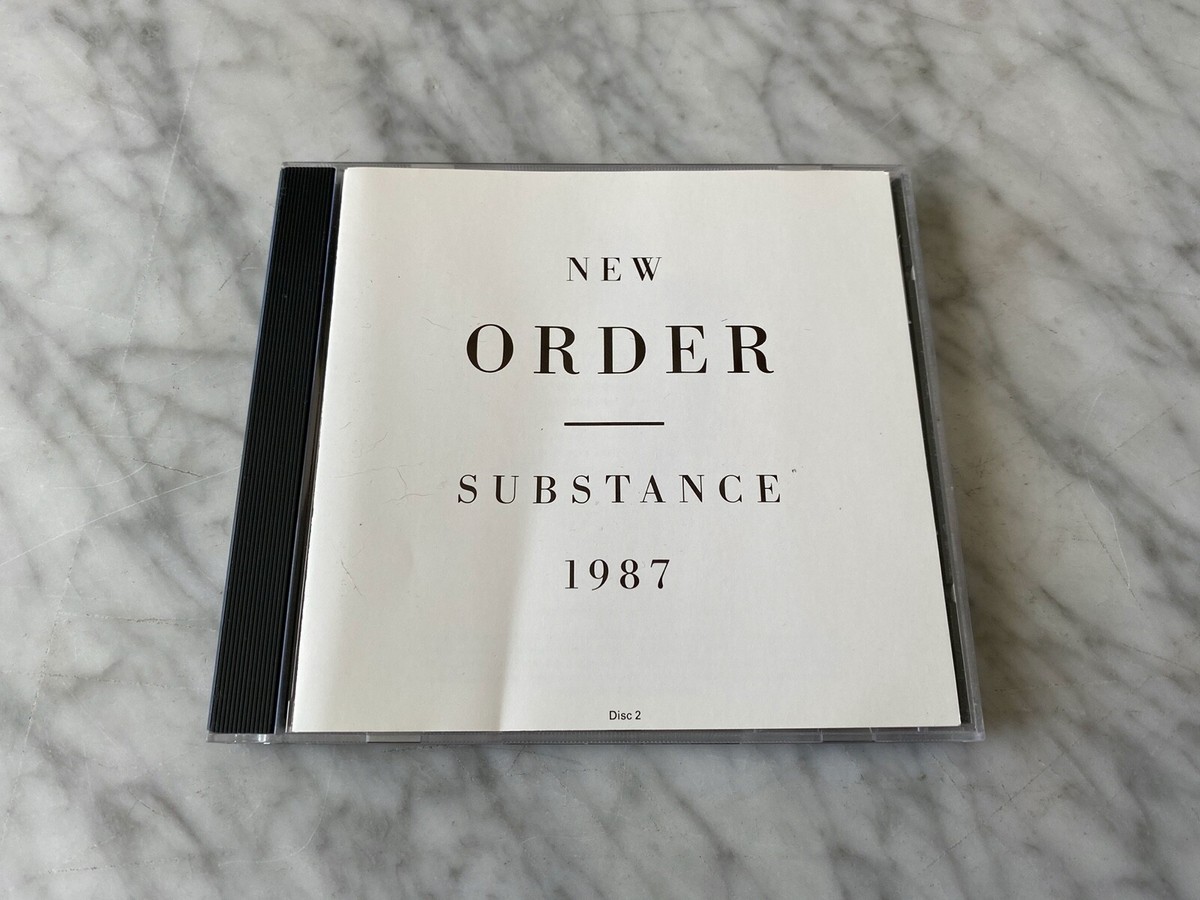 NEW
ORDER
SUBSTANCE
1987
Disc 2